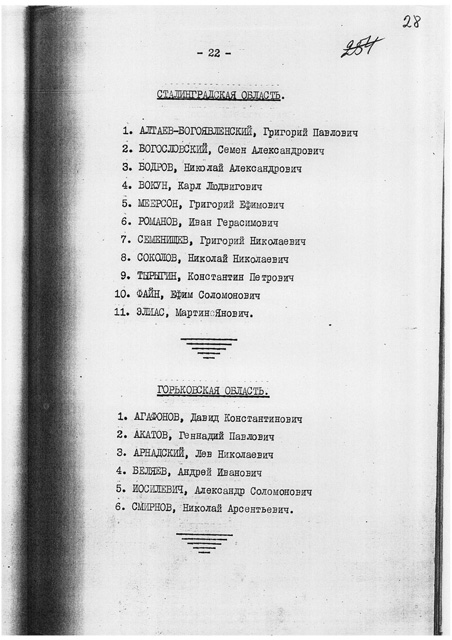 28
254
- 22 -
СТАЛИНГРАДСКАЯ ОБЛАСТЬ.
1. АЛТАЕВ-БОГОЯВЛЕНСКИЙ, Григорий Павлович
2. БОГОСЛОВСКИЙ, Семен Александрович
3. БОДРОВ, Николай Александрович
4. ВОКУН, Карл Людвигович
5. МЕЕРСОН, Григорий Ефимович
6. РОМАНОВ, Иван Герасимович
7. СЕМЕНИЩЕВ, Григорий Николаевич
8. СОКОЛОВ, Николай Николаевич
9. ТЫРЫГИН, Константин Петрович
10. ФАЙН, Ефим Соломонович
11. ЭЛИАС, Мартин Янович.
ГОРЬКОВСКАЯ ОБЛАСТЬ.
1. АГАФОНОВ, Давид Константинович
2. АКАТОВ, Геннадий Павлович
3. АРНАДСКИЙ, Лев Николаевич
4. БЕЛЯЕВ, Андрей Иванович
5. ИОСИЛЕВИЧ, Александр Соломонович
6. СМИРНОВ, Николай Арсентьевич.